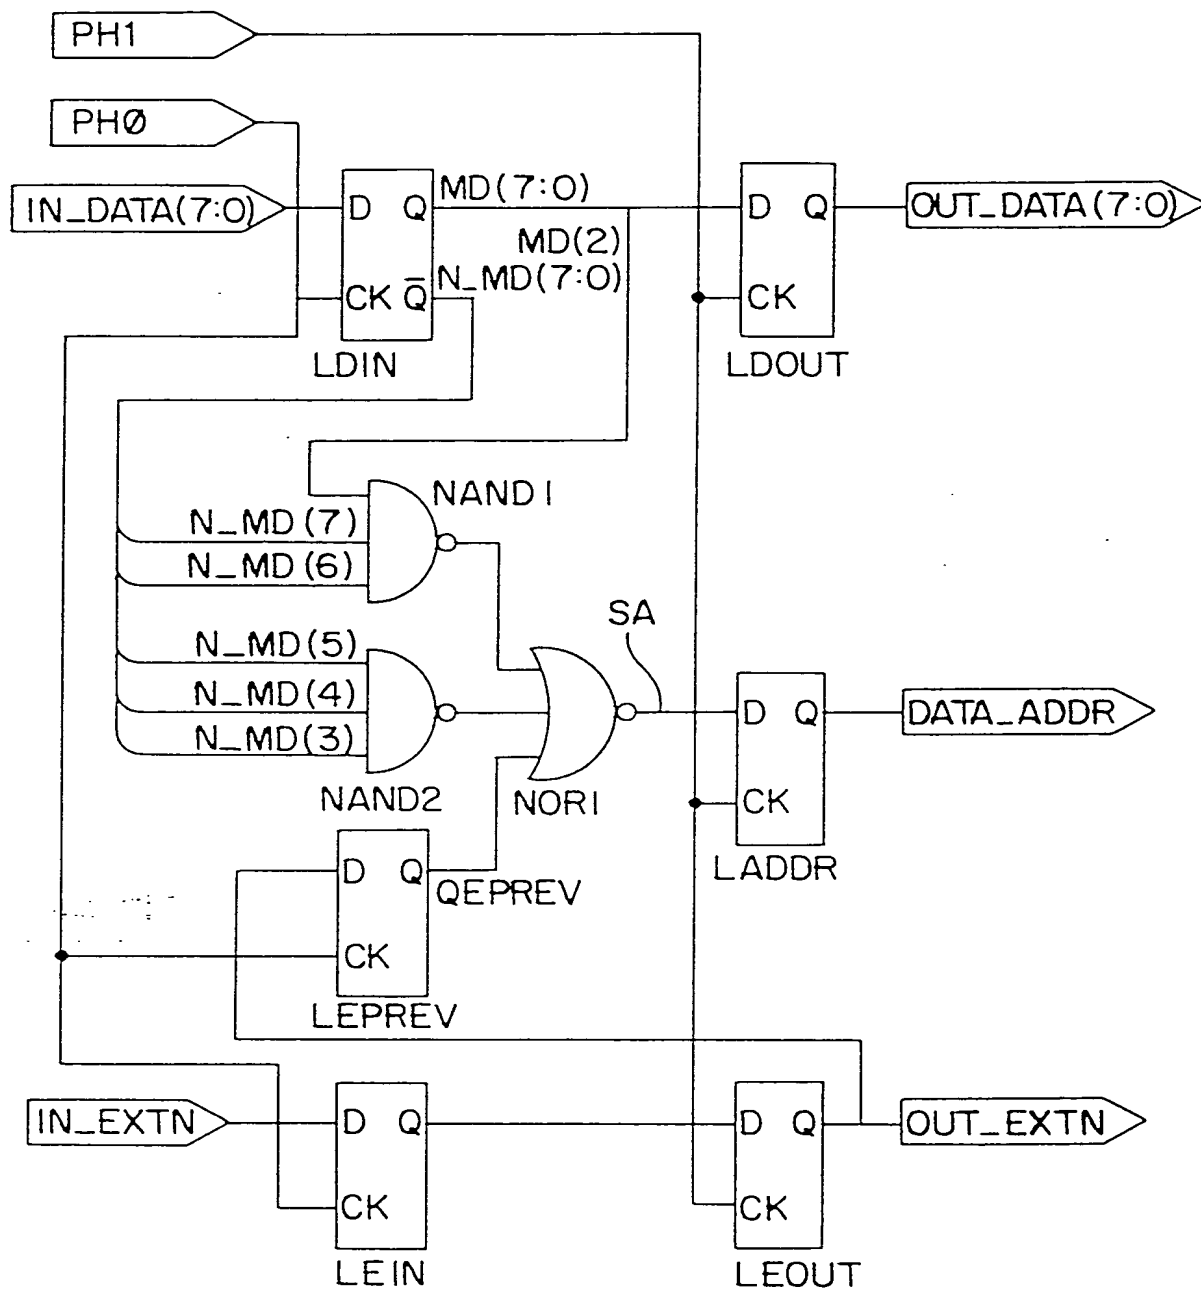 PH1
PHØ
IN_DATA(7:0)
D Q
MD(7:0)
D Q
OUT_DATA(7:0)
MD(2)
N_MD(7:0)
CK Q̅
CK
LDIN
LDOUT
NAND1
N_MD(7)
N_MD(6)
SA
N_MD(5)
N_MD(4)
N_MD(3)
D Q
DATA_ADDR
NAND2
NOR1
CK
LADDR
D Q
QEPREV
CK
LEPREV
IN_EXTN
D Q
D Q
OUT_EXTN
CK
CK
LEIN
LEOUT